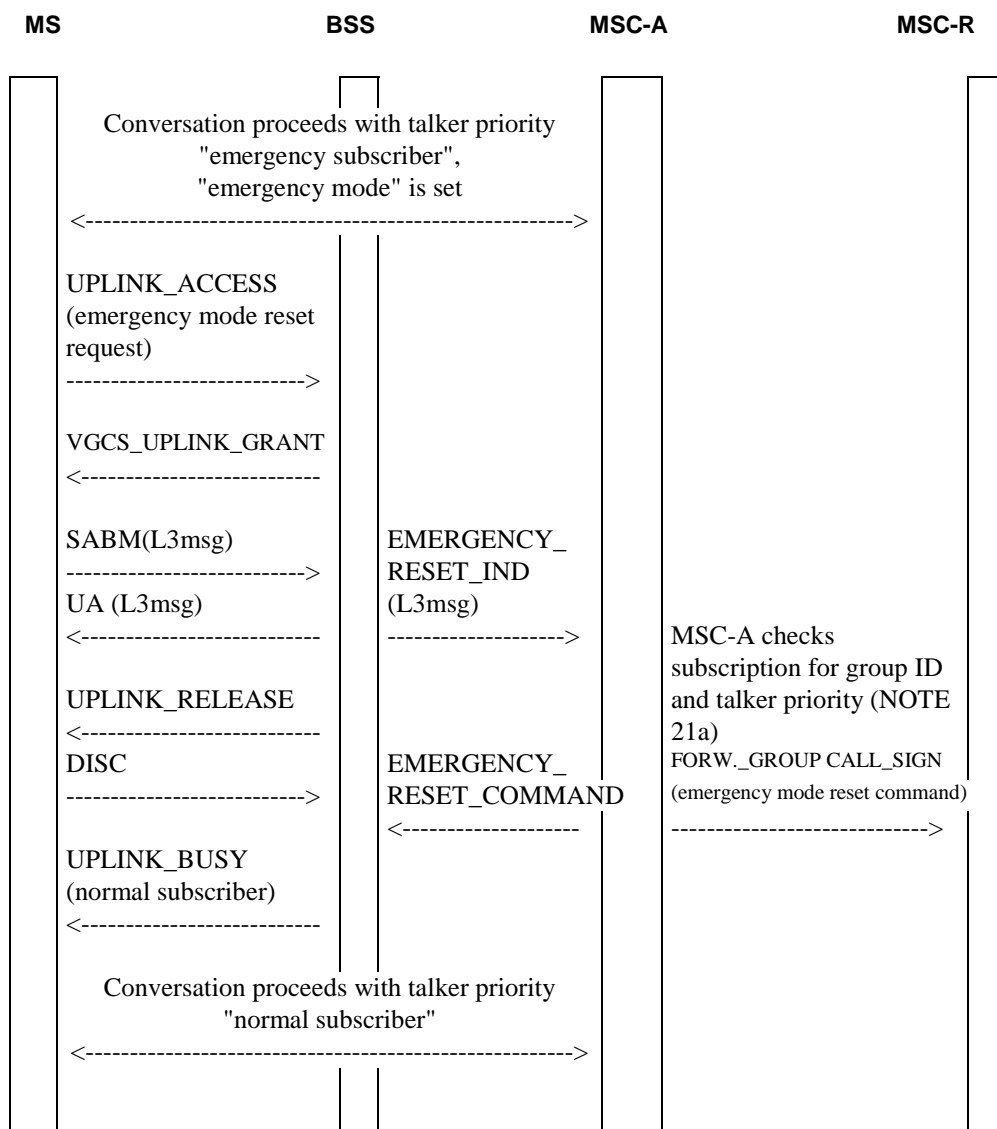 MS BSS MSC-A MSC-R
Conversation proceeds with talker priority
"emergency subscriber",
"emergency mode" is set
<------------------------------------------------------->
UPLINK_ACCESS
(emergency mode reset
request)
--------------------------->
VGCS_UPLINK_GRANT
<---------------------------
SABM(L3msg)
--------------------------->
UA (L3msg)
<---------------------------
EMERGENCY_
RESET_IND
(L3msg)
-------------------->
MSC-A checks
subscription for group ID
and talker priority (NOTE
21a)
UPLINK_RELEASE
<---------------------------
DISC
--------------------------->
EMERGENCY_
RESET_COMMAND
<--------------------
FORW._GROUP CALL_SIGN
(emergency mode reset command)
----------------------------->
UPLINK_BUSY
(normal subscriber)
<---------------------------
Conversation proceeds with talker priority
"normal subscriber"
<------------------------------------------------------->